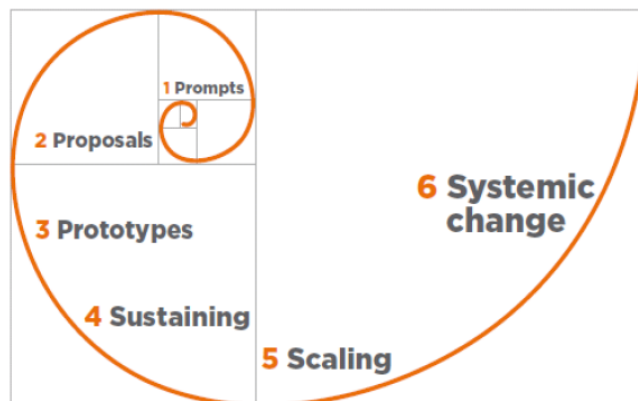 1 Prompts
2 Proposals
3 Prototypes
4 Sustaining
5 Scaling
6 Systemic
change